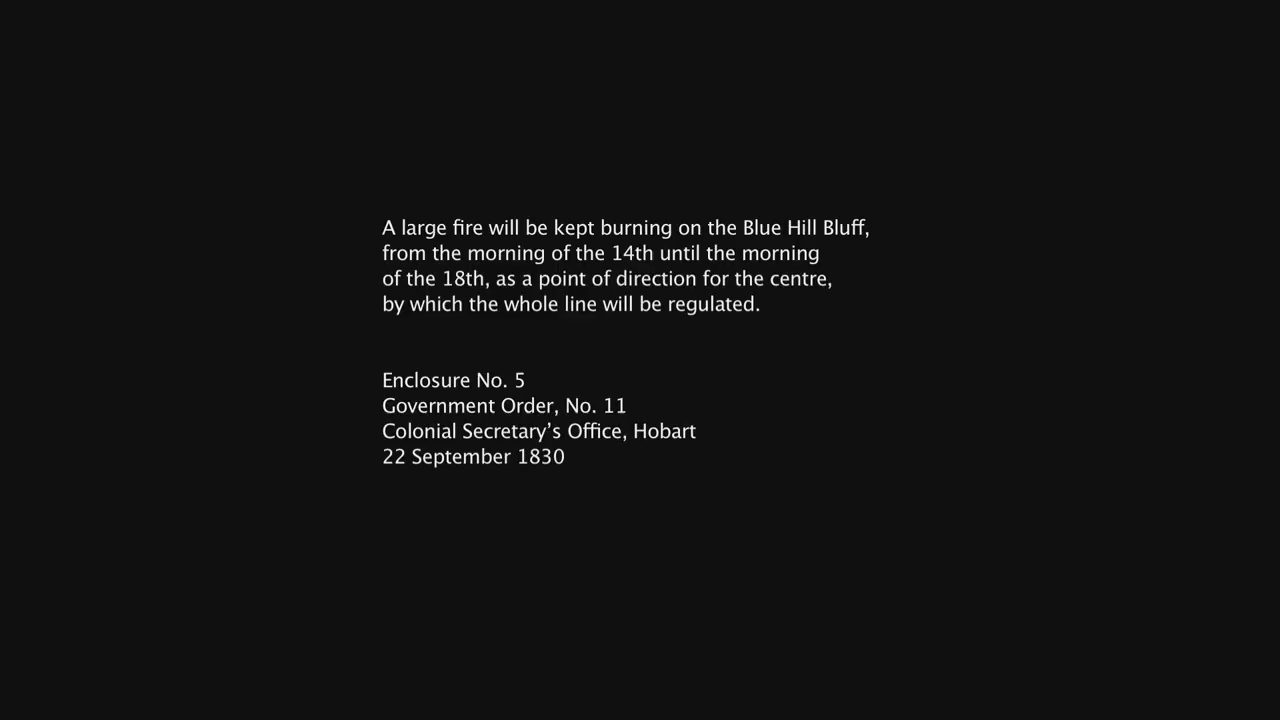 A large fire will be kept burning on the Blue Hill Bluff,
from the morning of the 14th until the morning
of the 18th, as a point of direction for the centre,
by which the whole line will be regulated.
Enclosure No. 5
Government Order, No. 11
Colonial Secretary’s Office, Hobart
22 September 1830